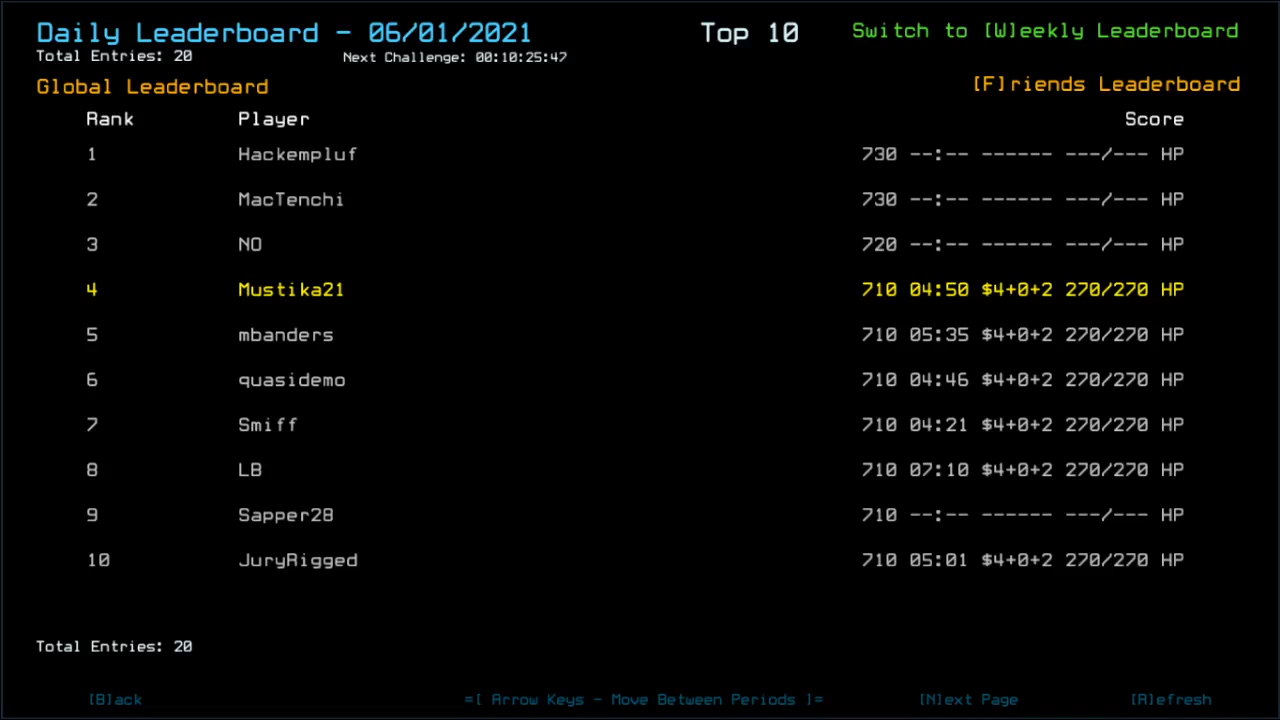 Daily Leaderboard - 06/01/2021 Top 10 Switch to [W]eekly Leaderboard
Total Entries: 20 Next Challenge: 00:10:25:47
Global Leaderboard [F]riends Leaderboard
Rank Player Score
1 Hackempluf 730 --:-- ------ ---/--- HP
2 MacTenchi 730 --:-- ------ ---/--- HP
3 NO 720 --:-- ------ ---/--- HP
4 Mustika21 710 04:50 $4+0+2 270/270 HP
5 mbanders 710 05:35 $4+0+2 270/270 HP
6 quasidemo 710 04:46 $4+0+2 270/270 HP
7 Smiff 710 04:21 $4+0+2 270/270 HP
8 LB 710 07:10 $4+0+2 270/270 HP
9 Sapper28 710 --:-- ------ ---/--- HP
10 JuryRigged 710 05:01 $4+0+2 270/270 HP
Total Entries: 20
[B]ack =[ Arrow Keys - Move Between Periods ]= [N]ext Page [R]efresh